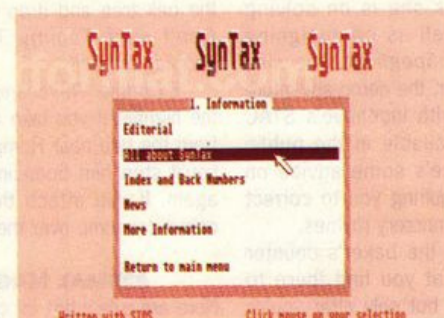 SynTax SynTax SynTax
1. Information
Editorial
All about SynTax
Index and Back Numbers
News
More Information
Return to main menu
Written with STOS Click mouse on your selection